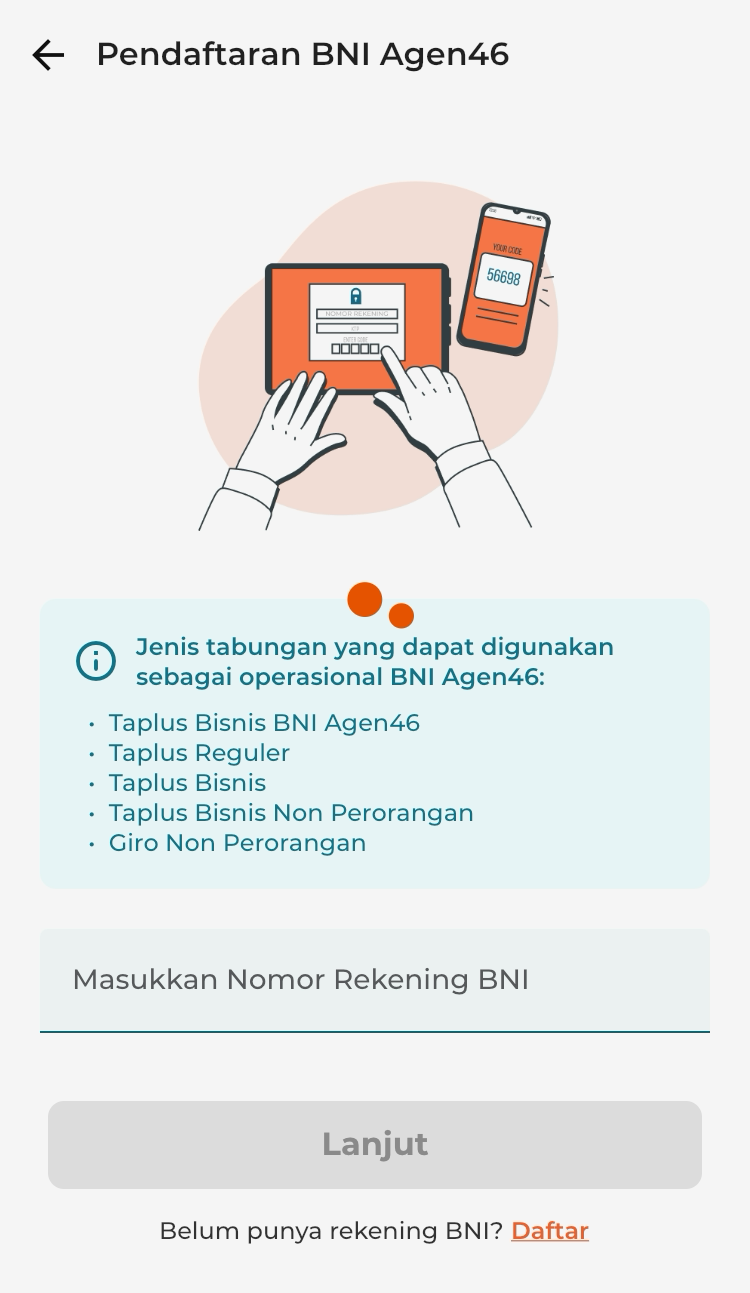 Pendaftaran BNI Agen46
YOUR CODE
56698
NOMOR REKENING
Jenis tabungan yang dapat digunakan
sebagai operasional BNI Agen46:
• Taplus Bisnis BNI Agen46
• Taplus Reguler
• Taplus Bisnis
• Taplus Bisnis Non Perorangan
• Giro Non Perorangan
Masukkan Nomor Rekening BNI
Lanjut
Belum punya rekening BNI? Daftar